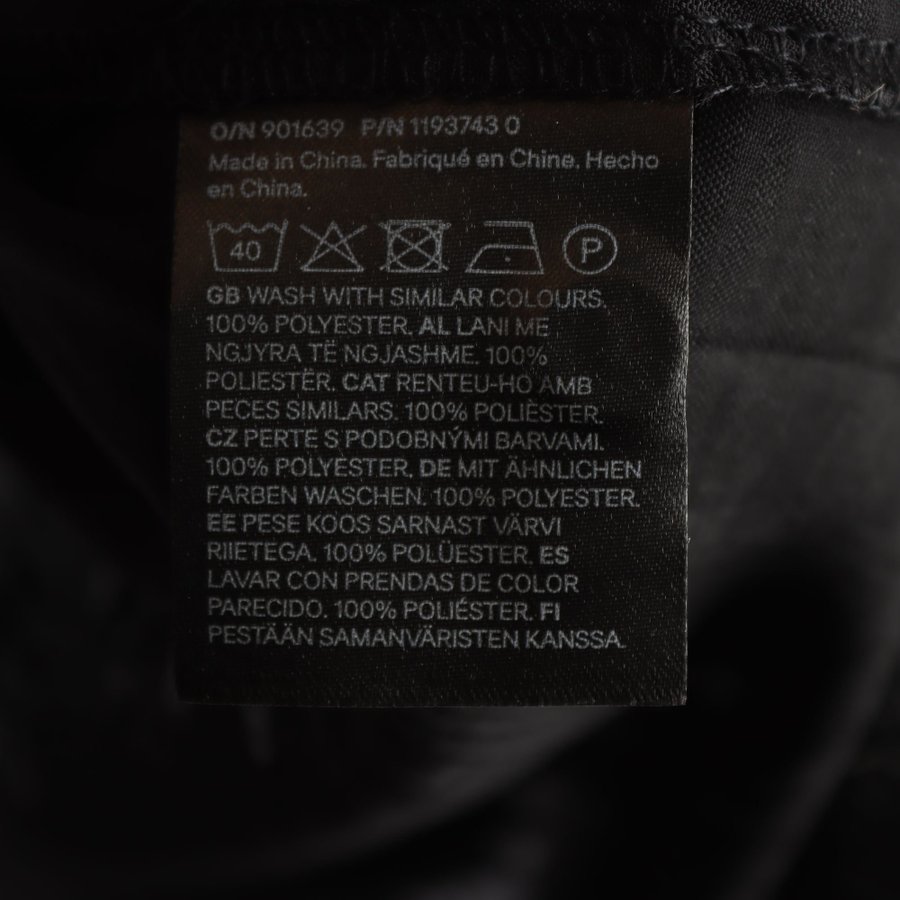 O/N 901639 P/N 1193743 0
Made in China. Fabriqué en Chine. Hecho
en China.
40 P
GB WASH WITH SIMILAR COLOURS.
100% POLYESTER. AL LANI ME
NGJYRA TË NGJASHME. 100%
POLIESTËR. CAT RENTEU-HO AMB
PECES SIMILARS. 100% POLIÈSTER.
CZ PERTE S PODOBNÝMI BARVAMI.
100% POLYESTER. DE MIT ÄHNLICHEN
FARBEN WASCHEN. 100% POLYESTER.
EE PESE KOOS SARNAST VÄRVI
RIIETEGA. 100% POLÜESTER. ES
LAVAR CON PRENDAS DE COLOR
PARECIDO. 100% POLIÉSTER. FI
PESTÄÄN SAMANVÄRISTEN KANSSA.